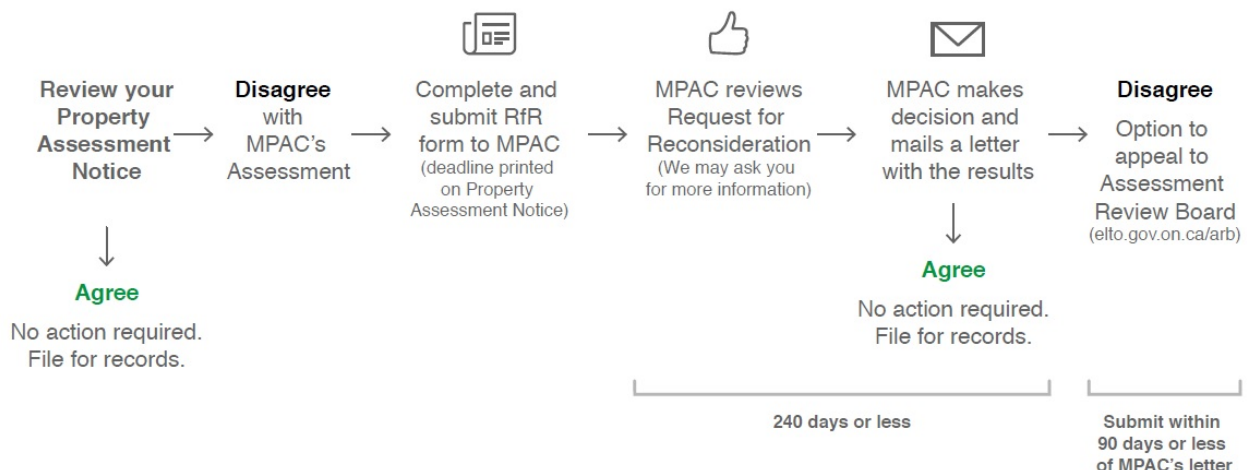 Review your
Property
Assessment
Notice
Agree
No action required.
File for records.
Disagree
with
MPAC's
Assessment
Complete and
submit RfR
form to MPAC
(deadline printed
on Property
Assessment Notice)
MPAC reviews
Request for
Reconsideration
(We may ask you
for more information)
MPAC makes
decision and
mails a letter
with the results
Agree
No action required.
File for records.
240 days or less
Disagree
Option to
appeal to
Assessment
Review Board
(elto.gov.on.ca/arb)
Submit within
90 days or less
of MPAC's letter